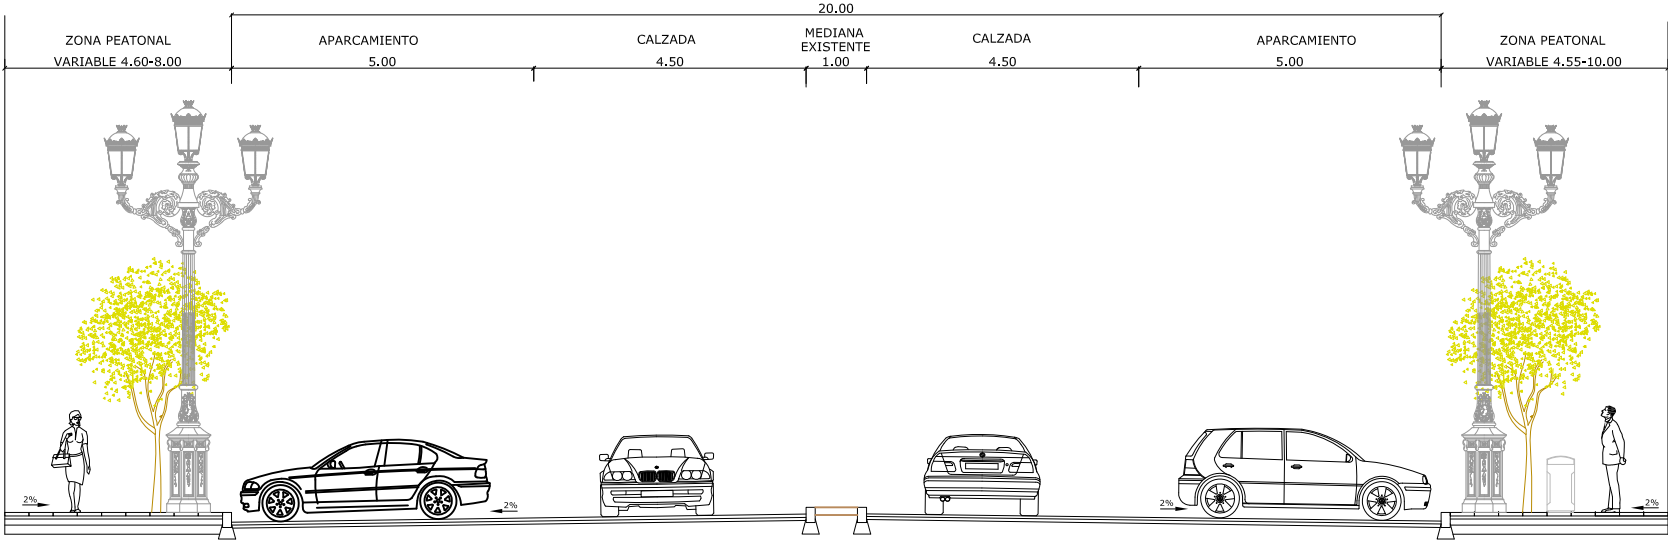 20.00
ZONA PEATONAL
VARIABLE 4.60-8.00
APARCAMIENTO
5.00
CALZADA
4.50
MEDIANA
EXISTENTE
1.00
CALZADA
4.50
APARCAMIENTO
5.00
ZONA PEATONAL
VARIABLE 4.55-10.00
2%
2%
2%
2%